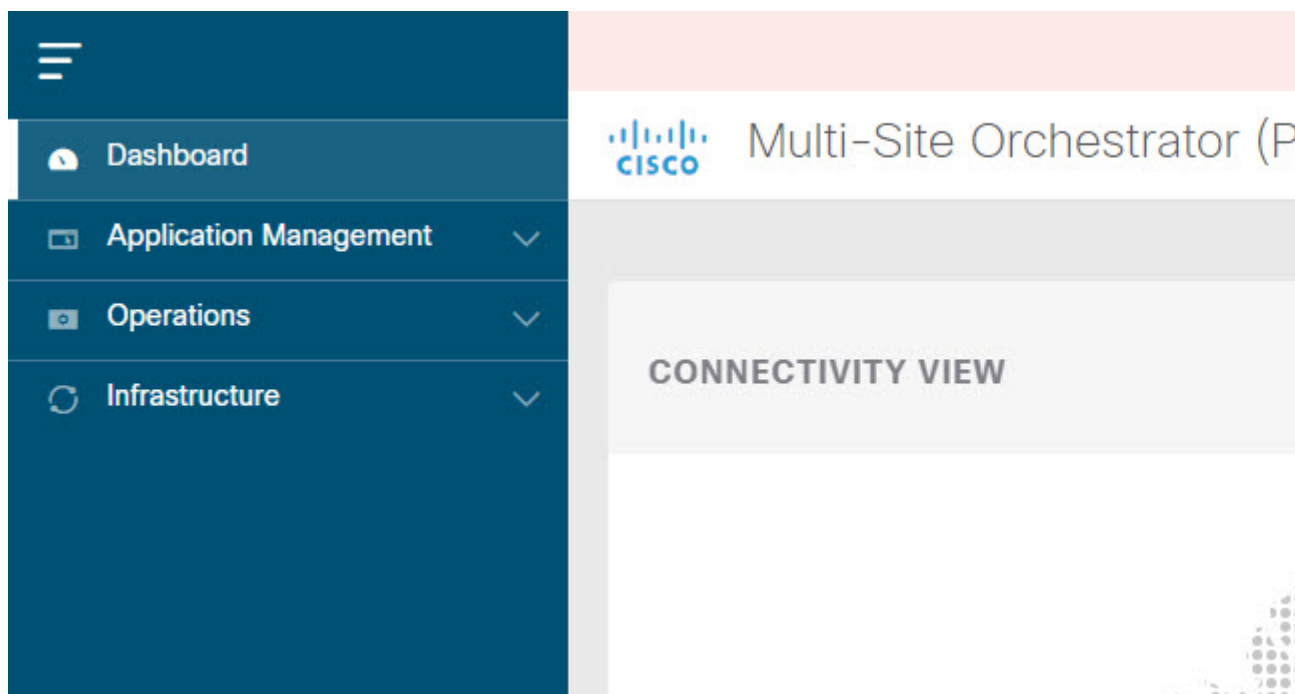 Dashboard
Application Management
Operations
Infrastructure
CISCO
Multi-Site Orchestrator (P
CONNECTIVITY VIEW